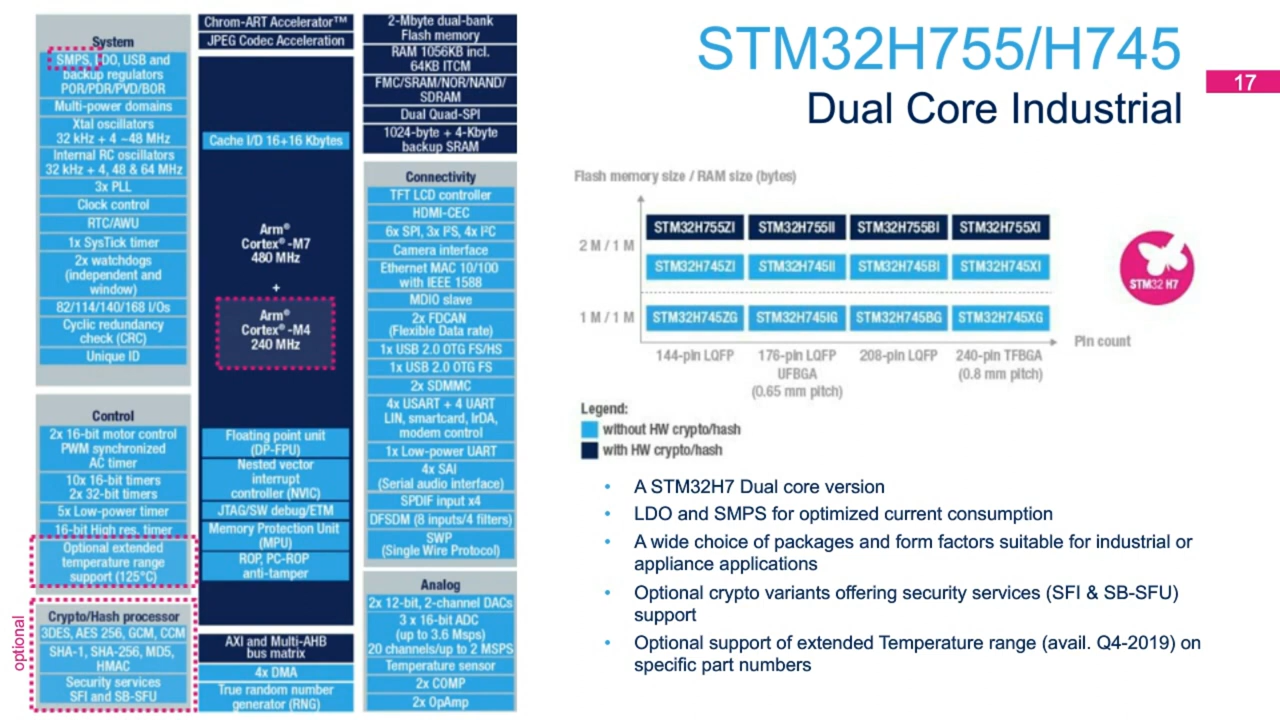 System
SMPS, LDO, USB and
backup regulators
POR/PDR/PVD/BOR
Multi-power domains
Xtal oscillators
32 kHz + 4 ~48 MHz
Internal RC oscillators
32 kHz + 4, 48 & 64 MHz
3x PLL
Clock control
RTC/AWU
1x SysTick timer
2x watchdogs
(independent and
window)
82/114/140/168 I/Os
Cyclic redundancy
check (CRC)
Unique ID
Control
2x 16-bit motor control
PWM synchronized
AC timer
10x 16-bit timers
2x 32-bit timers
5x Low-power timer
16-bit High res. timer
Optional extended
temperature range
support (125°C)
optional
Crypto/Hash processor
3DES, AES 256, GCM, CCM
SHA-1, SHA-256, MD5,
HMAC
Security services
SFI and SB-SFU
Chrom-ART Accelerator™
JPEG Codec Acceleration
Cache I/D 16+16 Kbytes
Arm®
Cortex® -M7
480 MHz
+
Arm®
Cortex® -M4
240 MHz
Floating point unit
(DP-FPU)
Nested vector
interrupt
controller (NVIC)
JTAG/SW debug/ETM
Memory Protection Unit
(MPU)
ROP, PC-ROP
anti-tamper
AXI and Multi-AHB
bus matrix
4x DMA
True random number
generator (RNG)
2-Mbyte dual-bank
Flash memory
RAM 1056KB incl.
64KB ITCM
FMC/SRAM/NOR/NAND/
SDRAM
Dual Quad-SPI
1024-byte + 4-Kbyte
backup SRAM
Connectivity
TFT LCD controller
HDMI-CEC
6x SPI, 3x I²S, 4x I²C
Camera interface
Ethernet MAC 10/100
with IEEE 1588
MDIO slave
2x FDCAN
(Flexible Data rate)
1x USB 2.0 OTG FS/HS
1x USB 2.0 OTG FS
2x SDMMC
4x USART + 4 UART
LIN, smartcard, IrDA,
modem control
1x Low-power UART
4x SAI
(Serial audio interface)
SPDIF input x4
DFSDM (8 inputs/4 filters)
SWP
(Single Wire Protocol)
Analog
2x 12-bit, 2-channel DACs
3 x 16-bit ADC
(up to 3.6 Msps)
20 channels/up to 2 MSPS
Temperature sensor
2x COMP
2x OpAmp
STM32H755/H745
Dual Core Industrial
17
Flash memory size / RAM size (bytes)
2 M / 1 M
STM32H755ZI STM32H755II STM32H755BI STM32H755XI
STM32H745ZI STM32H745II STM32H745BI STM32H745XI
1 M / 1 M
STM32H745ZG STM32H745IG STM32H745BG STM32H745XG
Pin count
144-pin LQFP 176-pin LQFP 208-pin LQFP 240-pin TFBGA
UFBGA (0.8 mm pitch)
(0.65 mm pitch)
STM32 H7
Legend:
without HW crypto/hash
with HW crypto/hash
• A STM32H7 Dual core version
• LDO and SMPS for optimized current consumption
• A wide choice of packages and form factors suitable for industrial or
appliance applications
• Optional crypto variants offering security services (SFI & SB-SFU)
support
• Optional support of extended Temperature range (avail. Q4-2019) on
specific part numbers